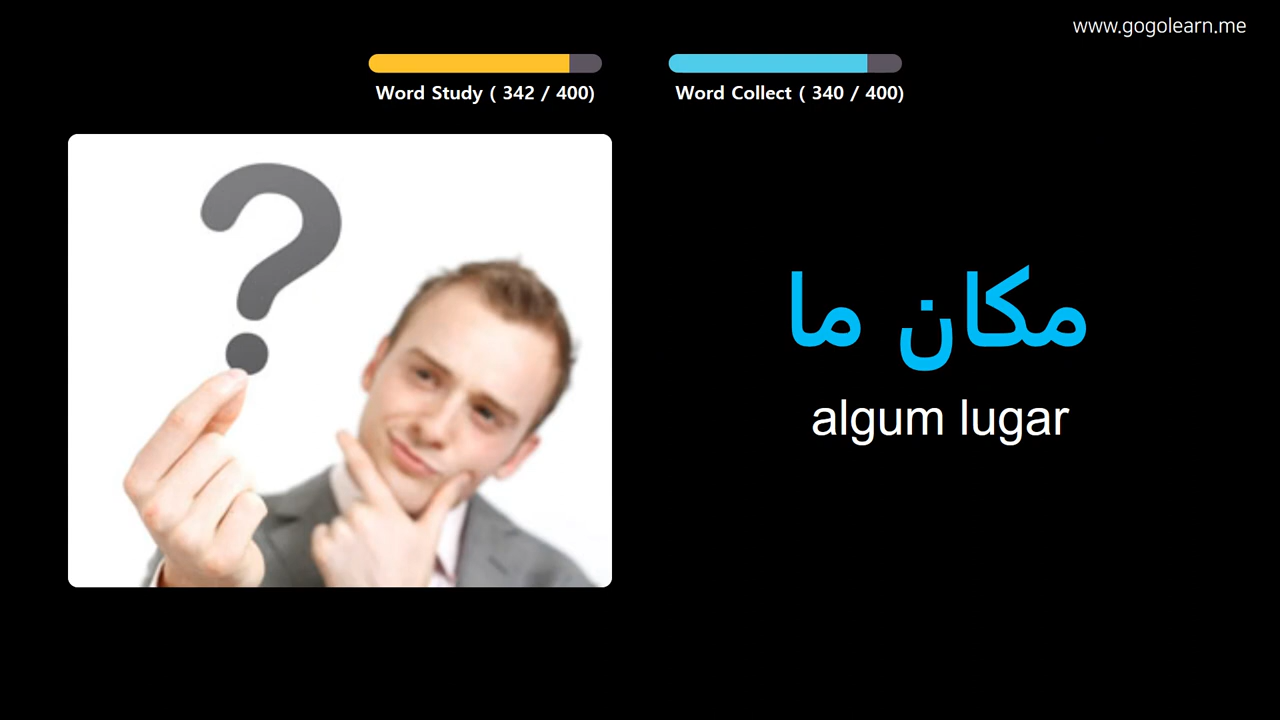 www.gogolearn.me
Word Study ( 342 / 400)
Word Collect ( 340 / 400)
مكان ما
algum lugar